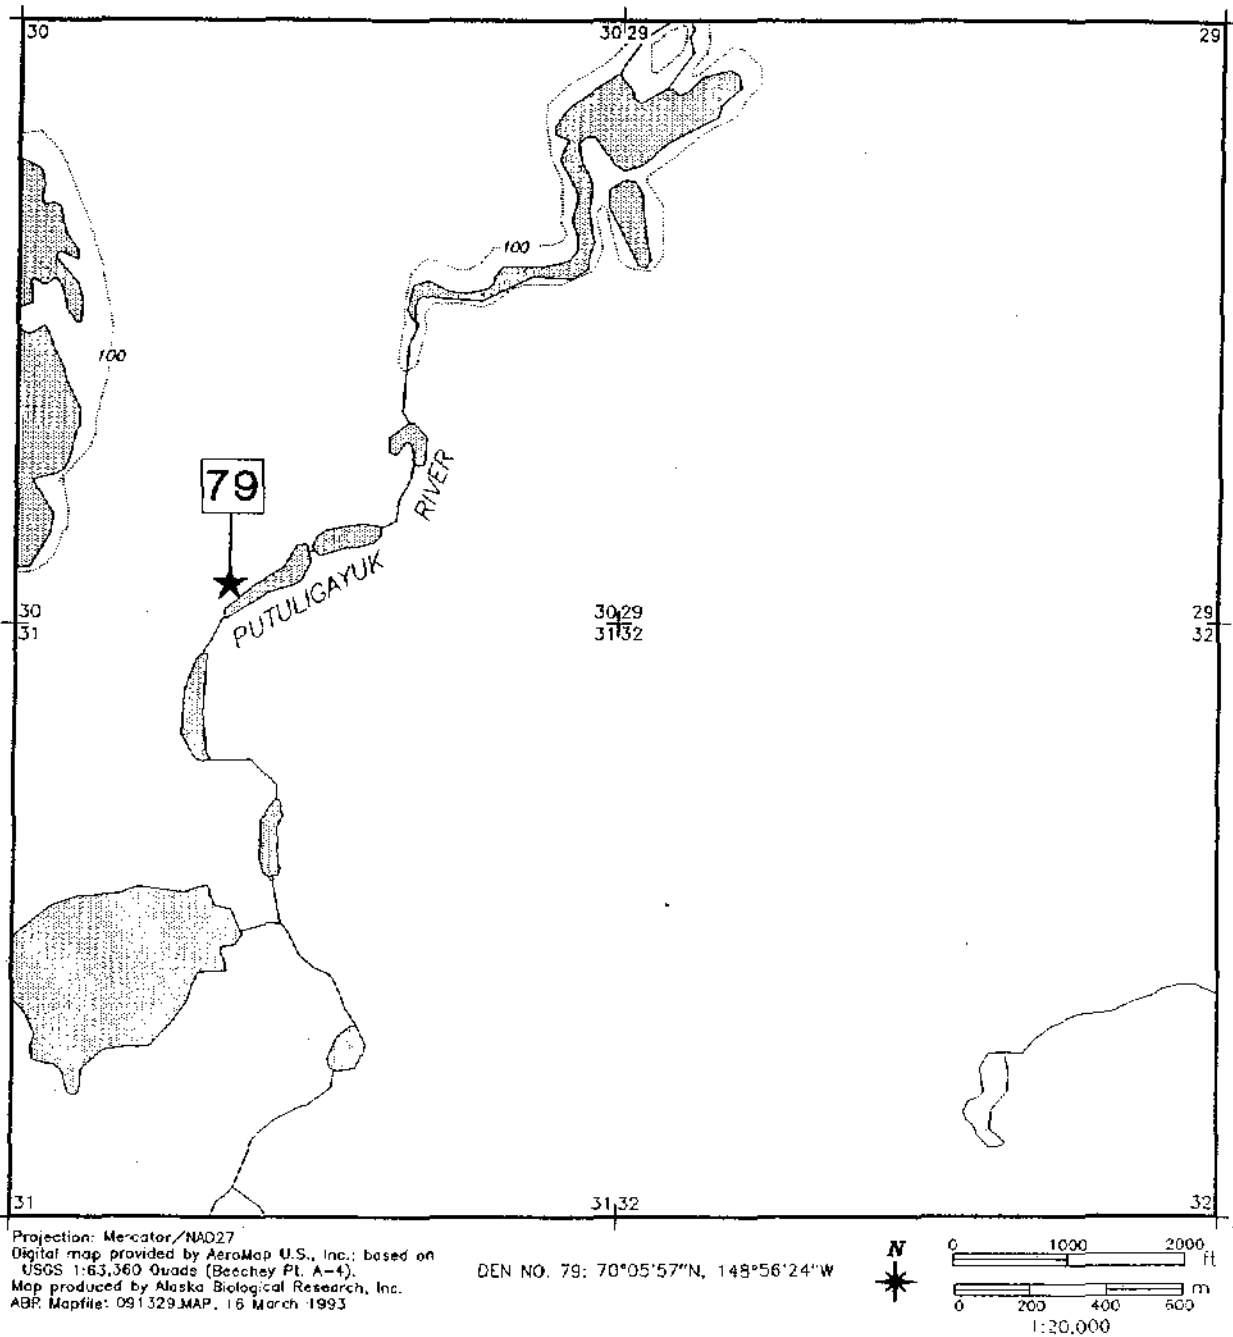 30
30 29
29
100
100
79
RIVER
PUTULIGAYUK
30
31
30 29
31 32
29
32
31
31 32
32
Projection: Mercator/NAD27
Digital map provided by AeroMap U.S., Inc.; based on
USGS 1:63,360 Quads (Beechey Pt. A-4).
Map produced by Alaska Biological Research, Inc.
ABR Mapfile: 091329.MAP, 16 March 1993
DEN NO. 79: 70°05'57"N, 148°56'24"W
N
0 1000 2000
ft
m
0 200 400 600
1:20,000